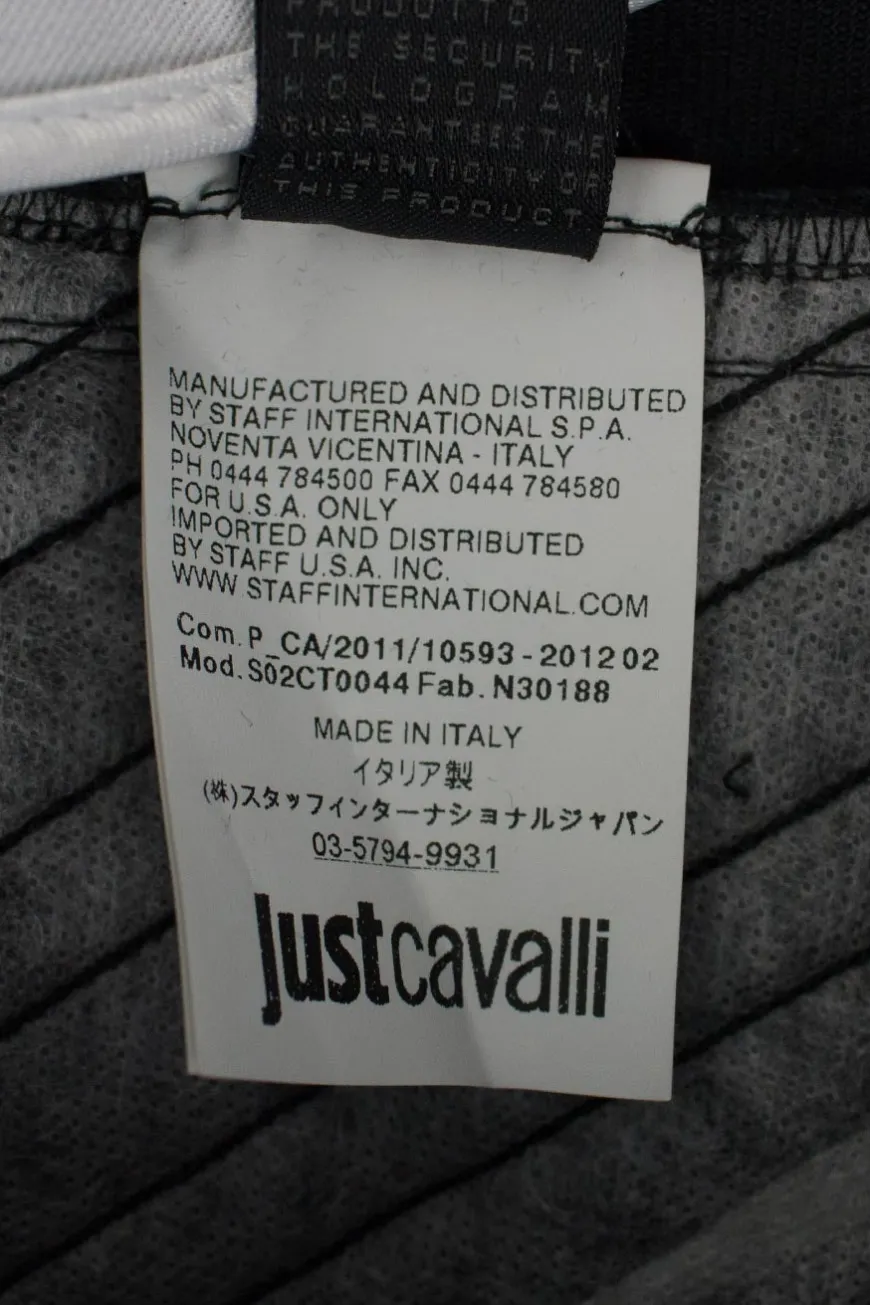 PRODOTTO
THE SECURITY
HOLOGRAM
GUARANTEES THE
AUTHENTICITY OF
THIS PRODUCT
MANUFACTURED AND DISTRIBUTED
BY STAFF INTERNATIONAL S.P.A.
NOVENTA VICENTINA - ITALY
PH 0444 784500 FAX 0444 784580
FOR U.S.A. ONLY
IMPORTED AND DISTRIBUTED
BY STAFF U.S.A. INC.
WWW.STAFFINTERNATIONAL.COM
Com. P_CA/2011/10593 - 2012 02
Mod. S02CT0044 Fab. N30188
MADE IN ITALY
イタリア製
(株)スタッフインターナショナルジャパン
03-5794-9931
justcavalli